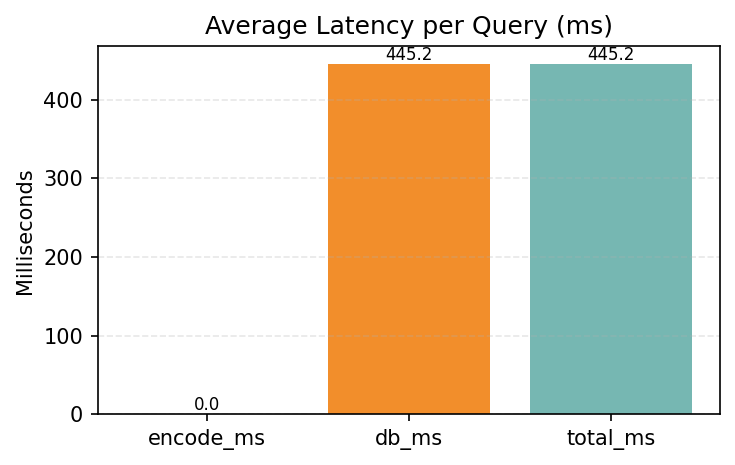 Average Latency per Query (ms)
445.2
445.2
400
300
200
100
0
Milliseconds
0.0
encode_ms
db_ms
total_ms